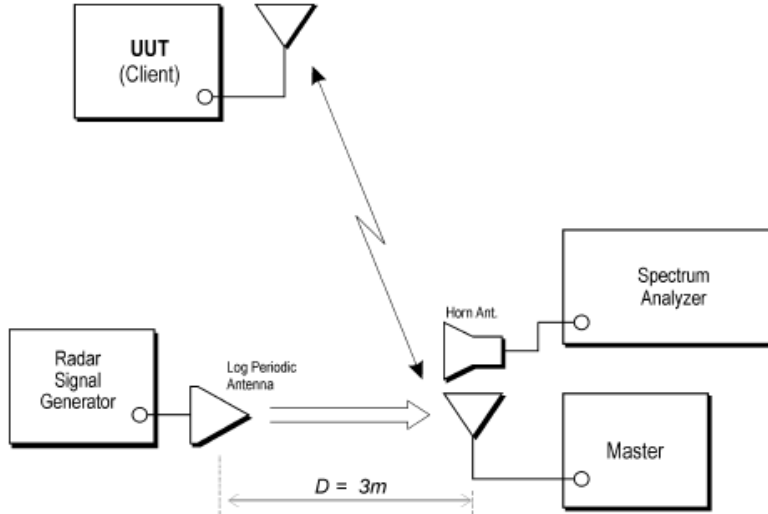 UUT
(Client)
Spectrum
Analyzer
Horn Ant.
Radar
Signal
Generator
Log Periodic
Antenna
Master
D = 3m